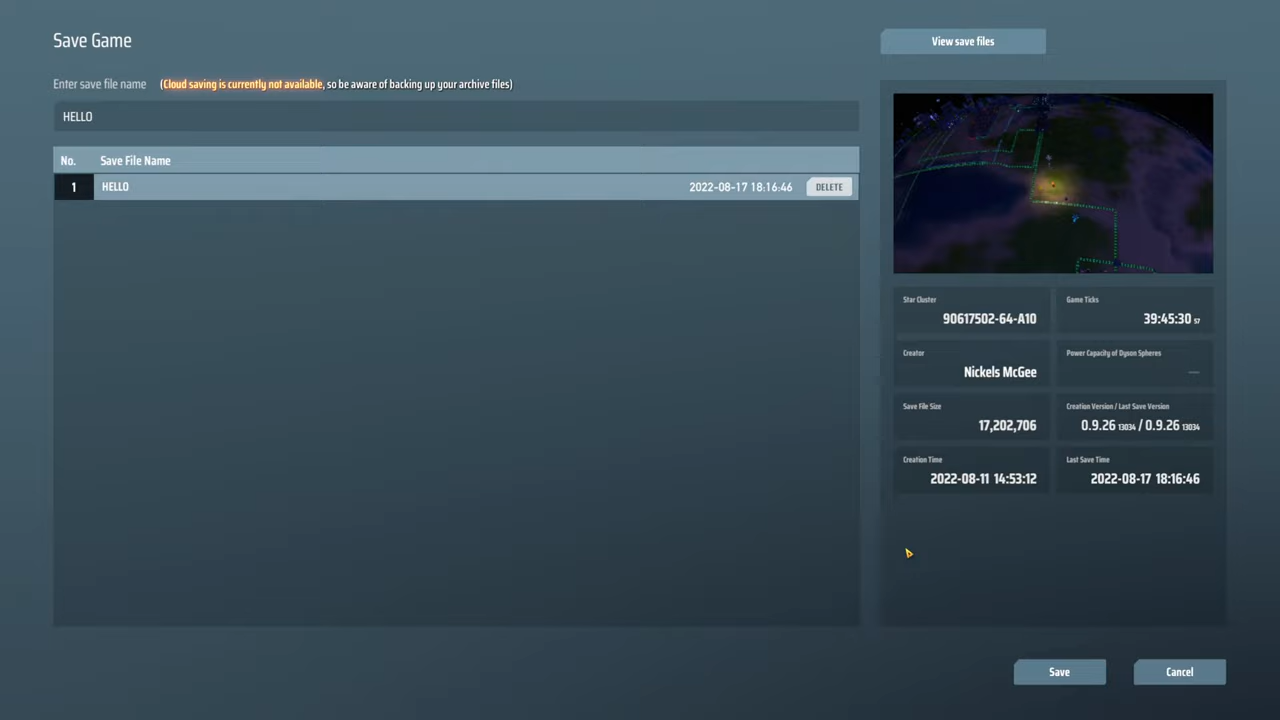 Save Game
View save files
Enter save file name (Cloud saving is currently not available, so be aware of backing up your archive files)
HELLO
No. Save File Name
1 HELLO 2022-08-17 18:16:46 DELETE
Star Cluster
90617502-64-A10
Game Ticks
39:45:30 57
Creator
Nickels McGee
Power Capacity of Dyson Spheres
—
Save File Size
17,202,706
Creation Version / Last Save Version
0.9.26 13034 / 0.9.26 13034
Creation Time
2022-08-11 14:53:12
Last Save Time
2022-08-17 18:16:46
Save
Cancel